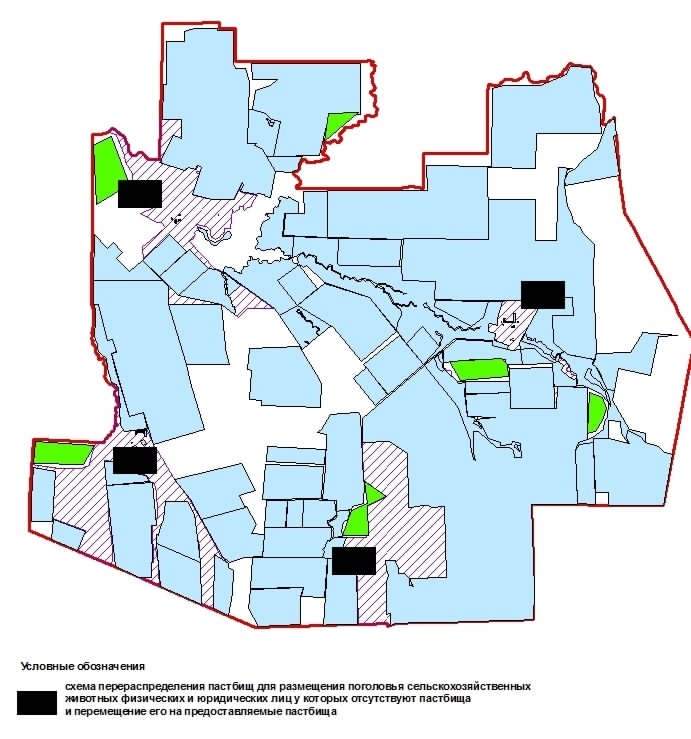 Условные обозначения
схема перераспределения пастбищ для размещения поголовья сельскохозяйственных
животных физических и юридических лиц у которых отсутствуют пастбища
и перемещение его на предоставляемые пастбища